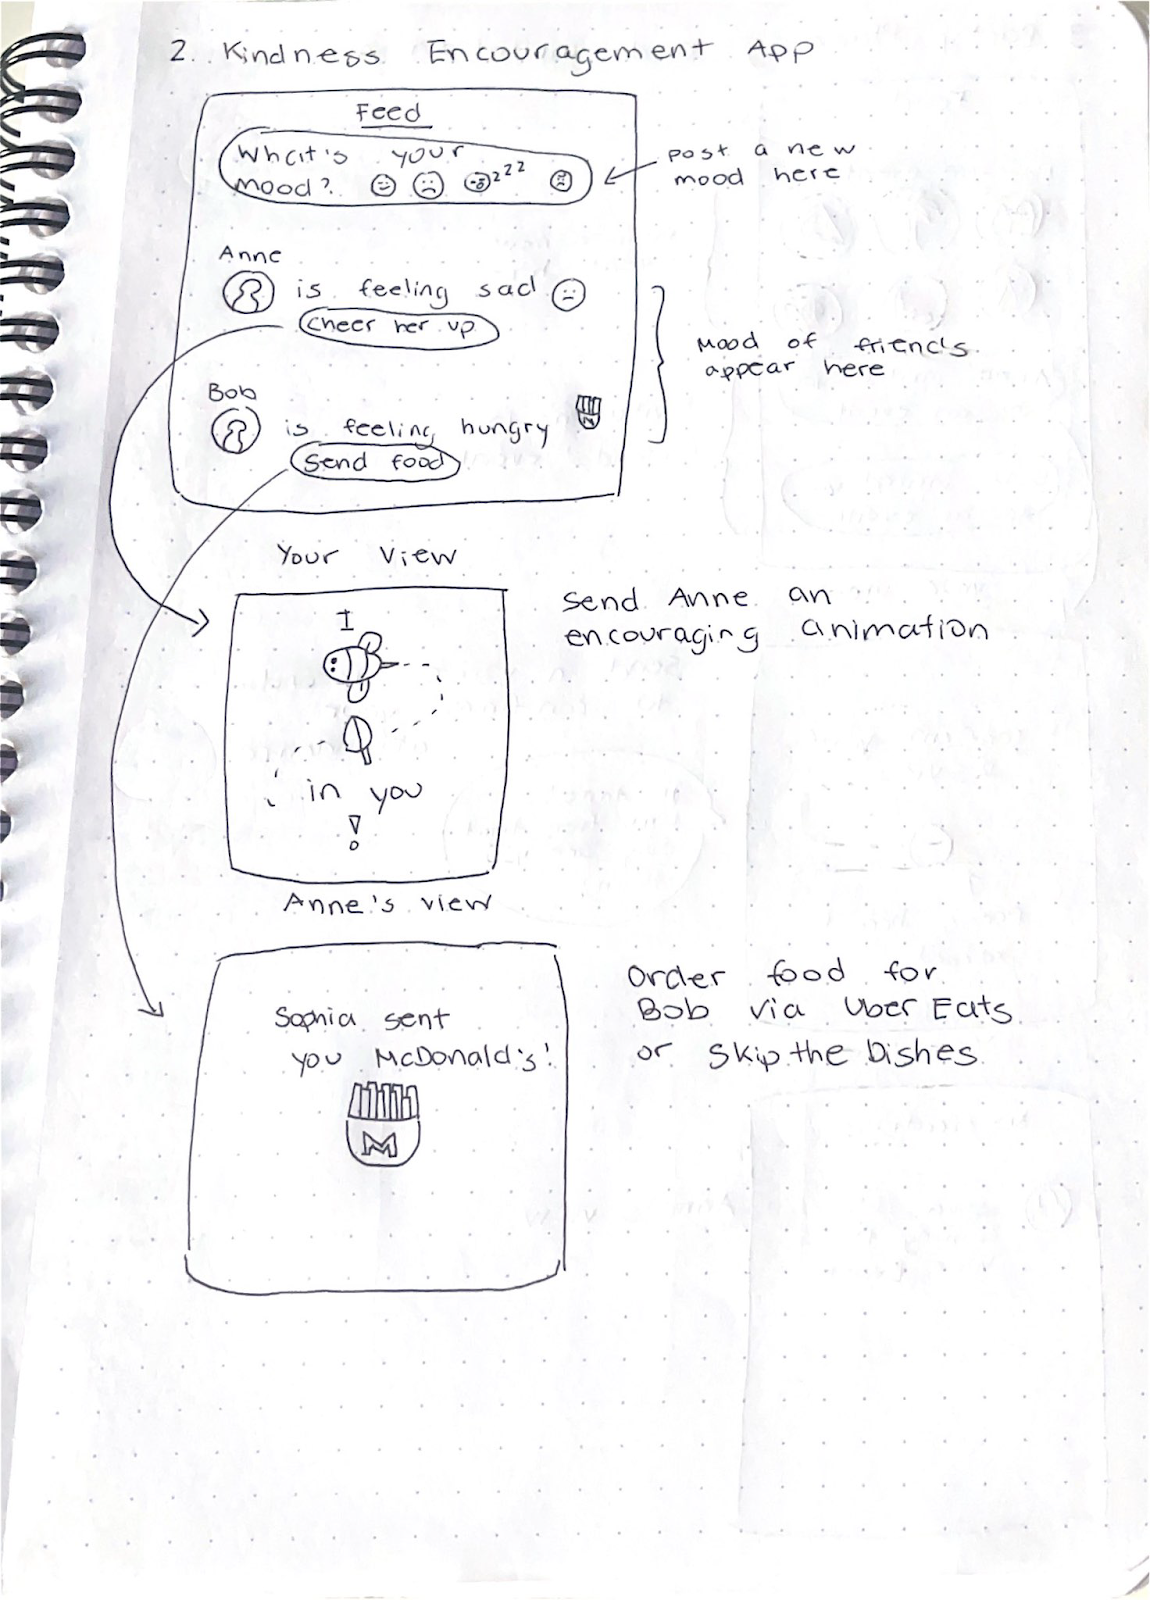 2. Kindness Encouragement App
Feed
What's your
mood?
zzz
post a new
mood here
Anne
is feeling sad
cheer her up
Mood of friends
appear here
Bob
is feeling hungry
M
Send food
Your view
I
in you
!
Send Anne an
encouraging animation
Anne's view
Sophia sent
you McDonald's!
M
Order food for
Bob via Uber Eats
or Skip the Dishes